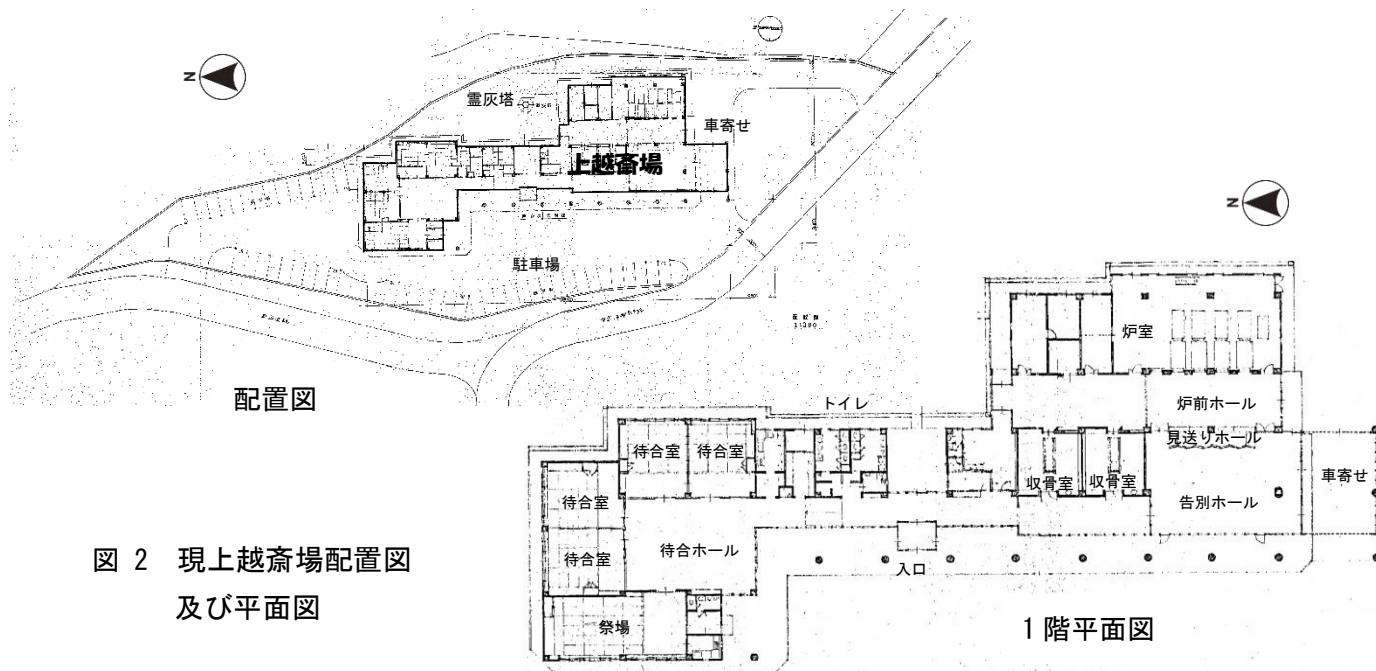 N
霊灰塔
車寄せ
上越斎場
駐車場
配置図
N
炉室
トイレ
炉前ホール
見送りホール
待合室
待合室
収骨室
収骨室
車寄せ
告別ホール
待合室
待合室
待合ホール
入口
祭場
図 2 現上越斎場配置図
及び平面図
1階平面図